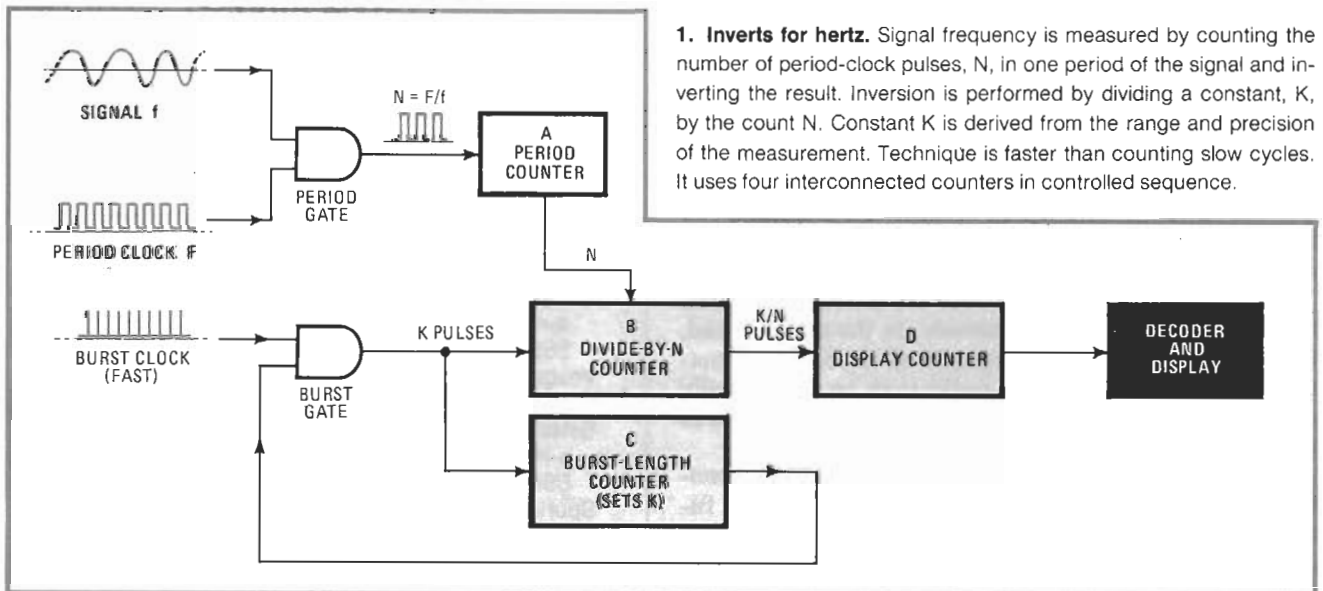 1. Inverts for hertz. Signal frequency is measured by counting the
number of period-clock pulses, N, in one period of the signal and in-
verting the result. Inversion is performed by dividing a constant, K,
by the count N. Constant K is derived from the range and precision
of the measurement. Technique is faster than counting slow cycles.
It uses four interconnected counters in controlled sequence.
SIGNAL f
PERIOD CLOCK F
PERIOD
GATE
N = F/f
A
PERIOD
COUNTER
N
BURST CLOCK
(FAST)
BURST
GATE
K PULSES
B
DIVIDE-BY-N
COUNTER
K/N
PULSES
D
DISPLAY COUNTER
DECODER
AND
DISPLAY
C
BURST-LENGTH
COUNTER
(SETS K)